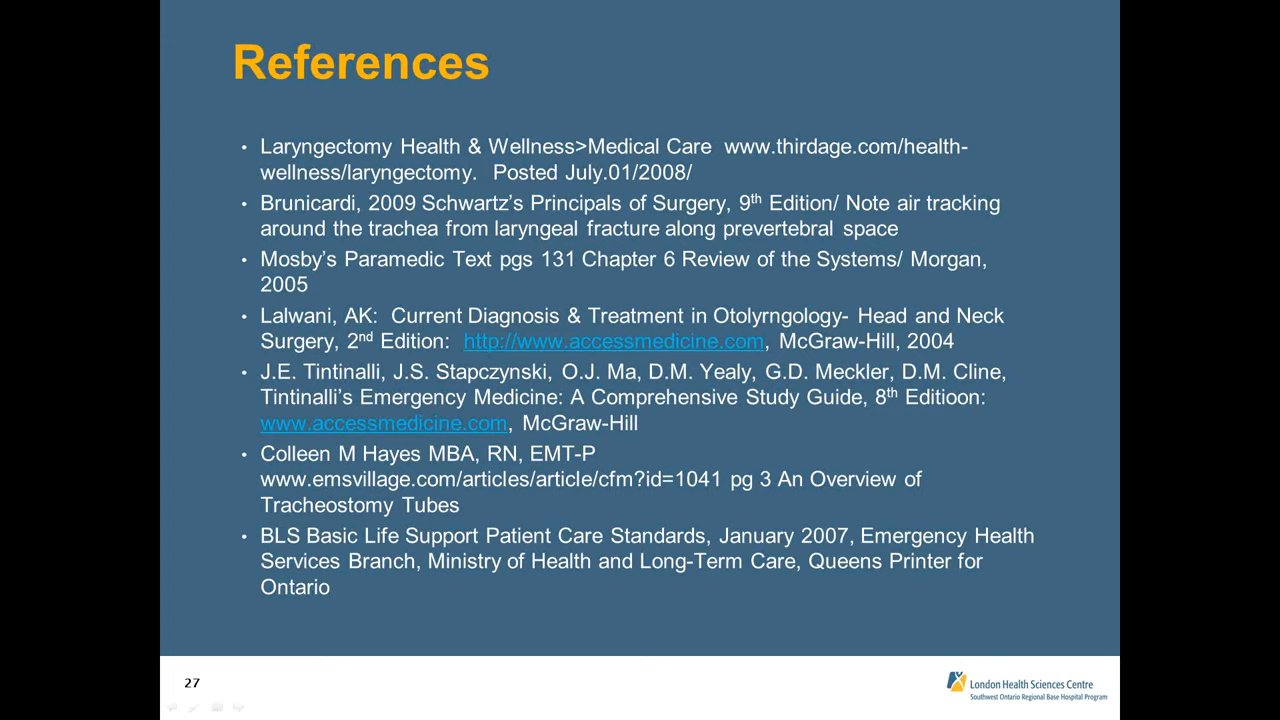 References
• Laryngectomy Health & Wellness>Medical Care www.thirdage.com/health-
wellness/laryngectomy. Posted July.01/2008/
• Brunicardi, 2009 Schwartz’s Principals of Surgery, 9th Edition/ Note air tracking
around the trachea from laryngeal fracture along prevertebral space
• Mosby’s Paramedic Text pgs 131 Chapter 6 Review of the Systems/ Morgan,
2005
• Lalwani, AK: Current Diagnosis & Treatment in Otolyrngology- Head and Neck
Surgery, 2nd Edition: http://www.accessmedicine.com, McGraw-Hill, 2004
• J.E. Tintinalli, J.S. Stapczynski, O.J. Ma, D.M. Yealy, G.D. Meckler, D.M. Cline,
Tintinalli’s Emergency Medicine: A Comprehensive Study Guide, 8th Editioon:
www.accessmedicine.com, McGraw-Hill
• Colleen M Hayes MBA, RN, EMT-P
www.emsvillage.com/articles/article/cfm?id=1041 pg 3 An Overview of
Tracheostomy Tubes
• BLS Basic Life Support Patient Care Standards, January 2007, Emergency Health
Services Branch, Ministry of Health and Long-Term Care, Queens Printer for
Ontario
27
London Health Sciences Centre
Southwest Ontario Regional Base Hospital Program